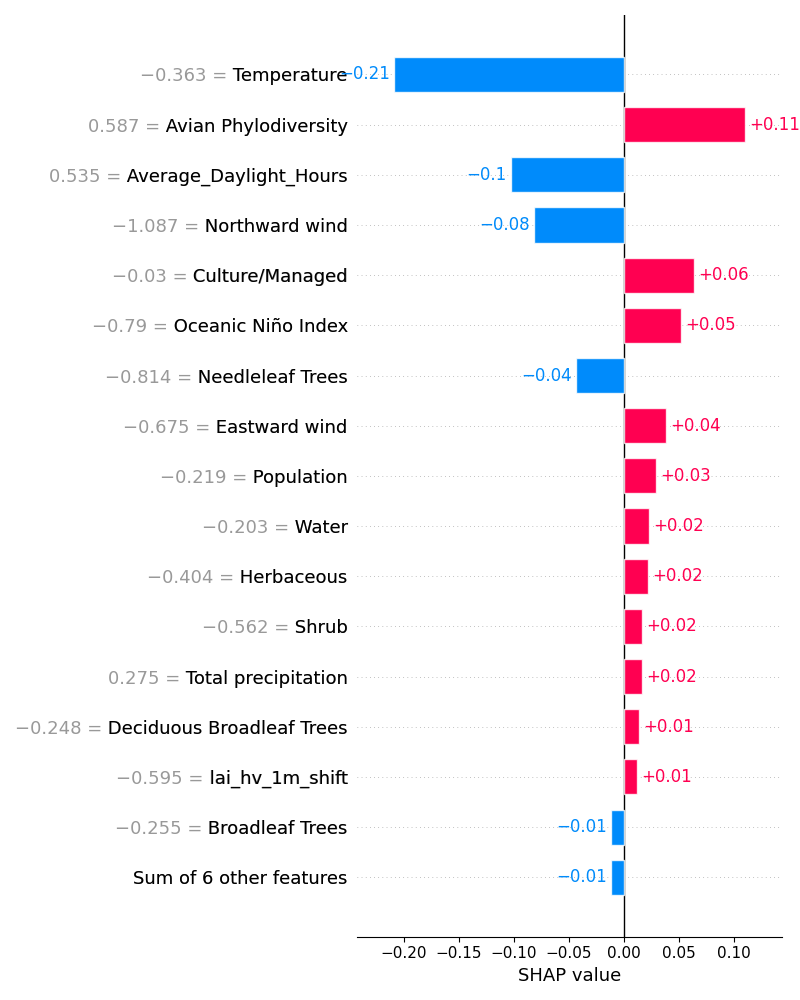 −0.363 = Temperature −0.21
0.587 = Avian Phylodiversity +0.11
0.535 = Average_Daylight_Hours −0.1
−1.087 = Northward wind −0.08
−0.03 = Culture/Managed +0.06
−0.79 = Oceanic Niño Index +0.05
−0.814 = Needleleaf Trees −0.04
−0.675 = Eastward wind +0.04
−0.219 = Population +0.03
−0.203 = Water +0.02
−0.404 = Herbaceous +0.02
−0.562 = Shrub +0.02
0.275 = Total precipitation +0.02
−0.248 = Deciduous Broadleaf Trees +0.01
−0.595 = lai_hv_1m_shift +0.01
−0.255 = Broadleaf Trees −0.01
Sum of 6 other features −0.01
−0.20 −0.15 −0.10 −0.05 0.00 0.05 0.10
SHAP value